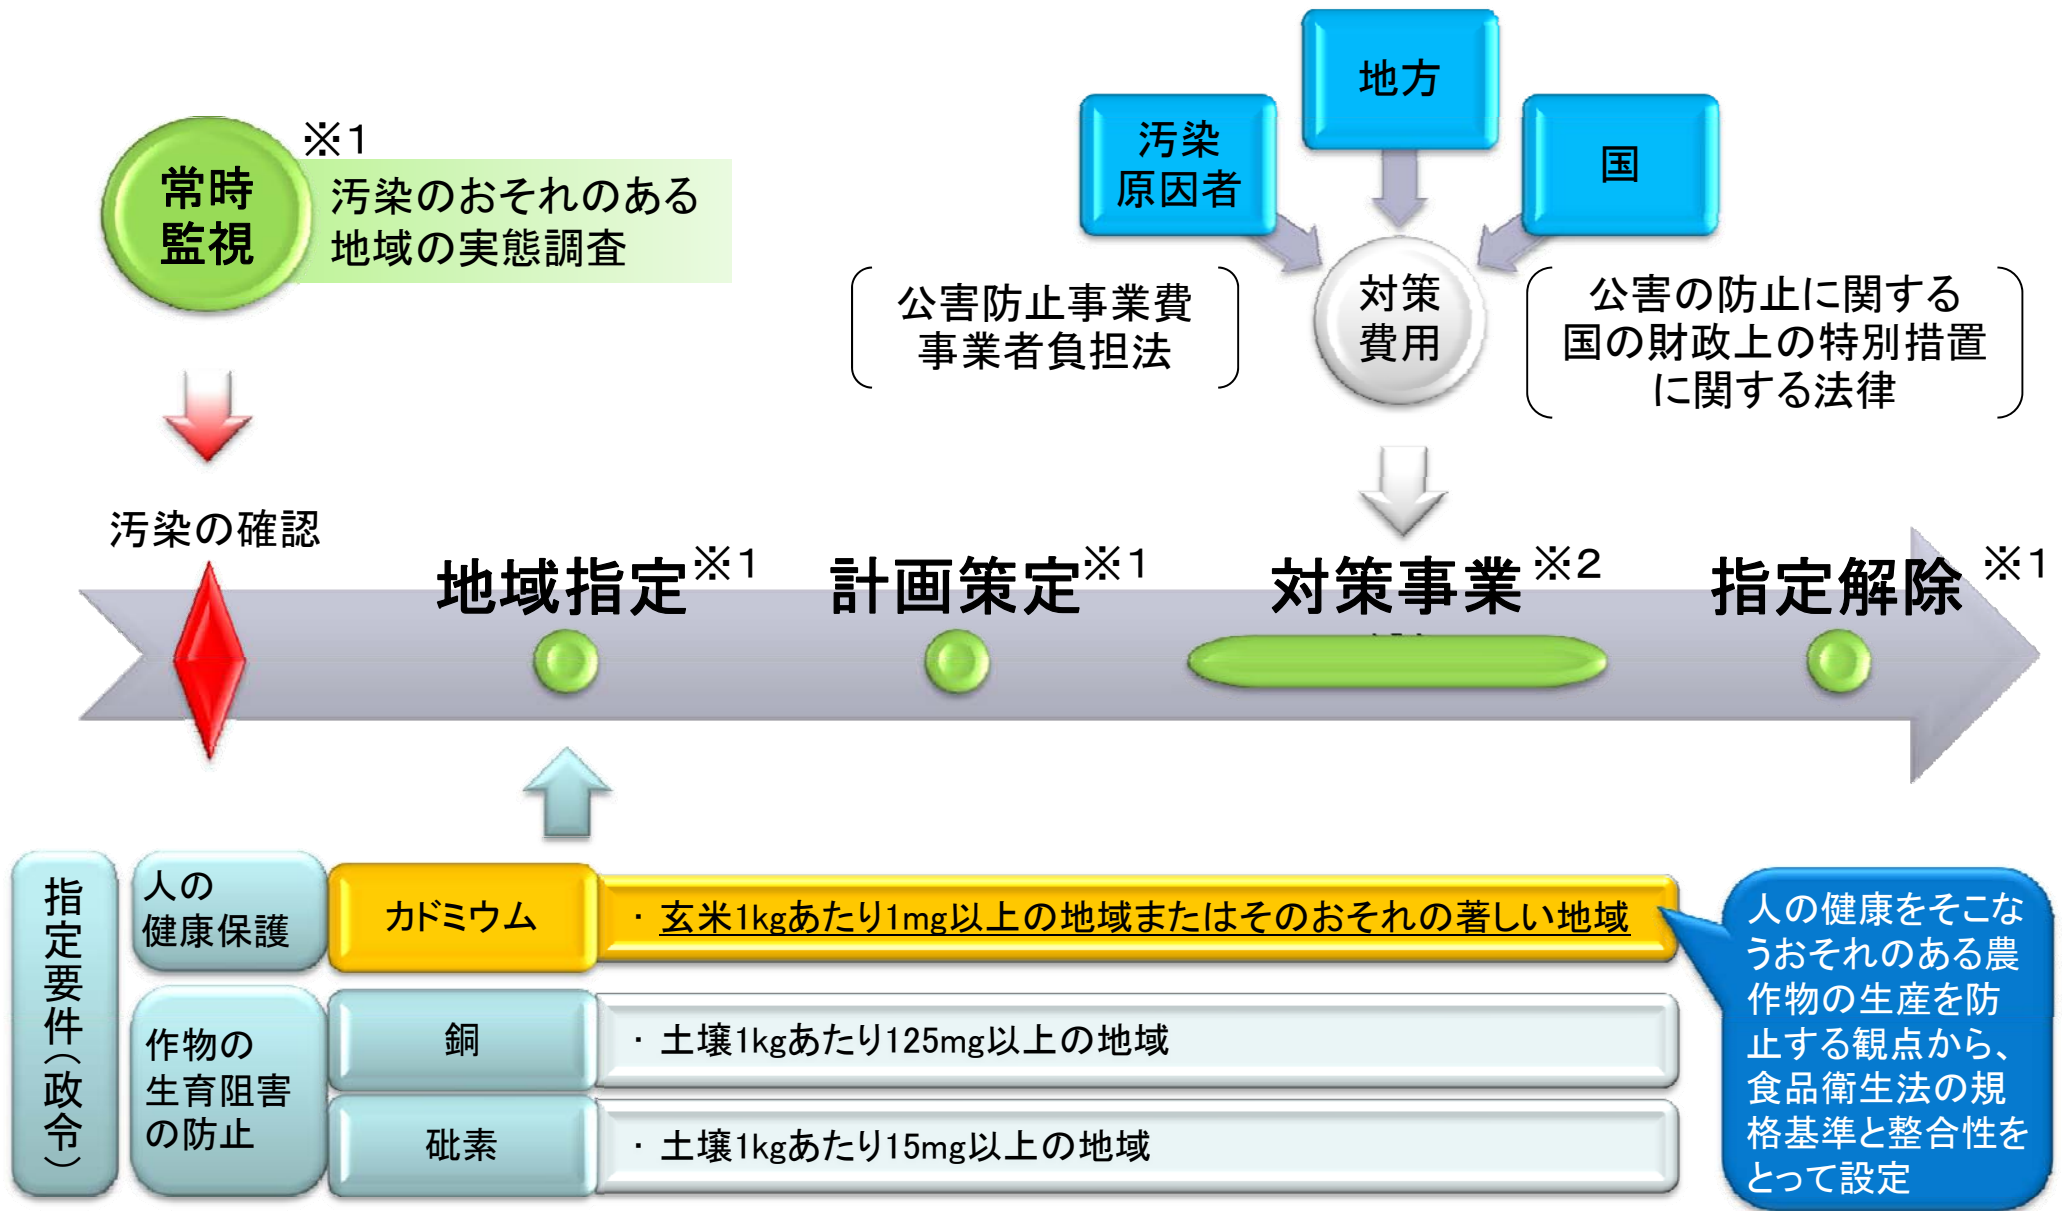 常時
監視
※1
汚染のおそれのある
地域の実態調査
汚染
原因者
地方
国
対策
費用
公害防止事業費
事業者負担法
公害の防止に関する
国の財政上の特別措置
に関する法律
汚染の確認
地域指定※1
計画策定※1
対策事業※2
指定解除※1
指定要件(政令)
人の
健康保護
カドミウム
・玄米1kgあたり1mg以上の地域またはそのおそれの著しい地域
作物の
生育阻害
の防止
銅
・土壌1kgあたり125mg以上の地域
砒素
・土壌1kgあたり15mg以上の地域
人の健康をそこな
うおそれのある農
作物の生産を防
止する観点から、
食品衛生法の規
格基準と整合性を
とって設定